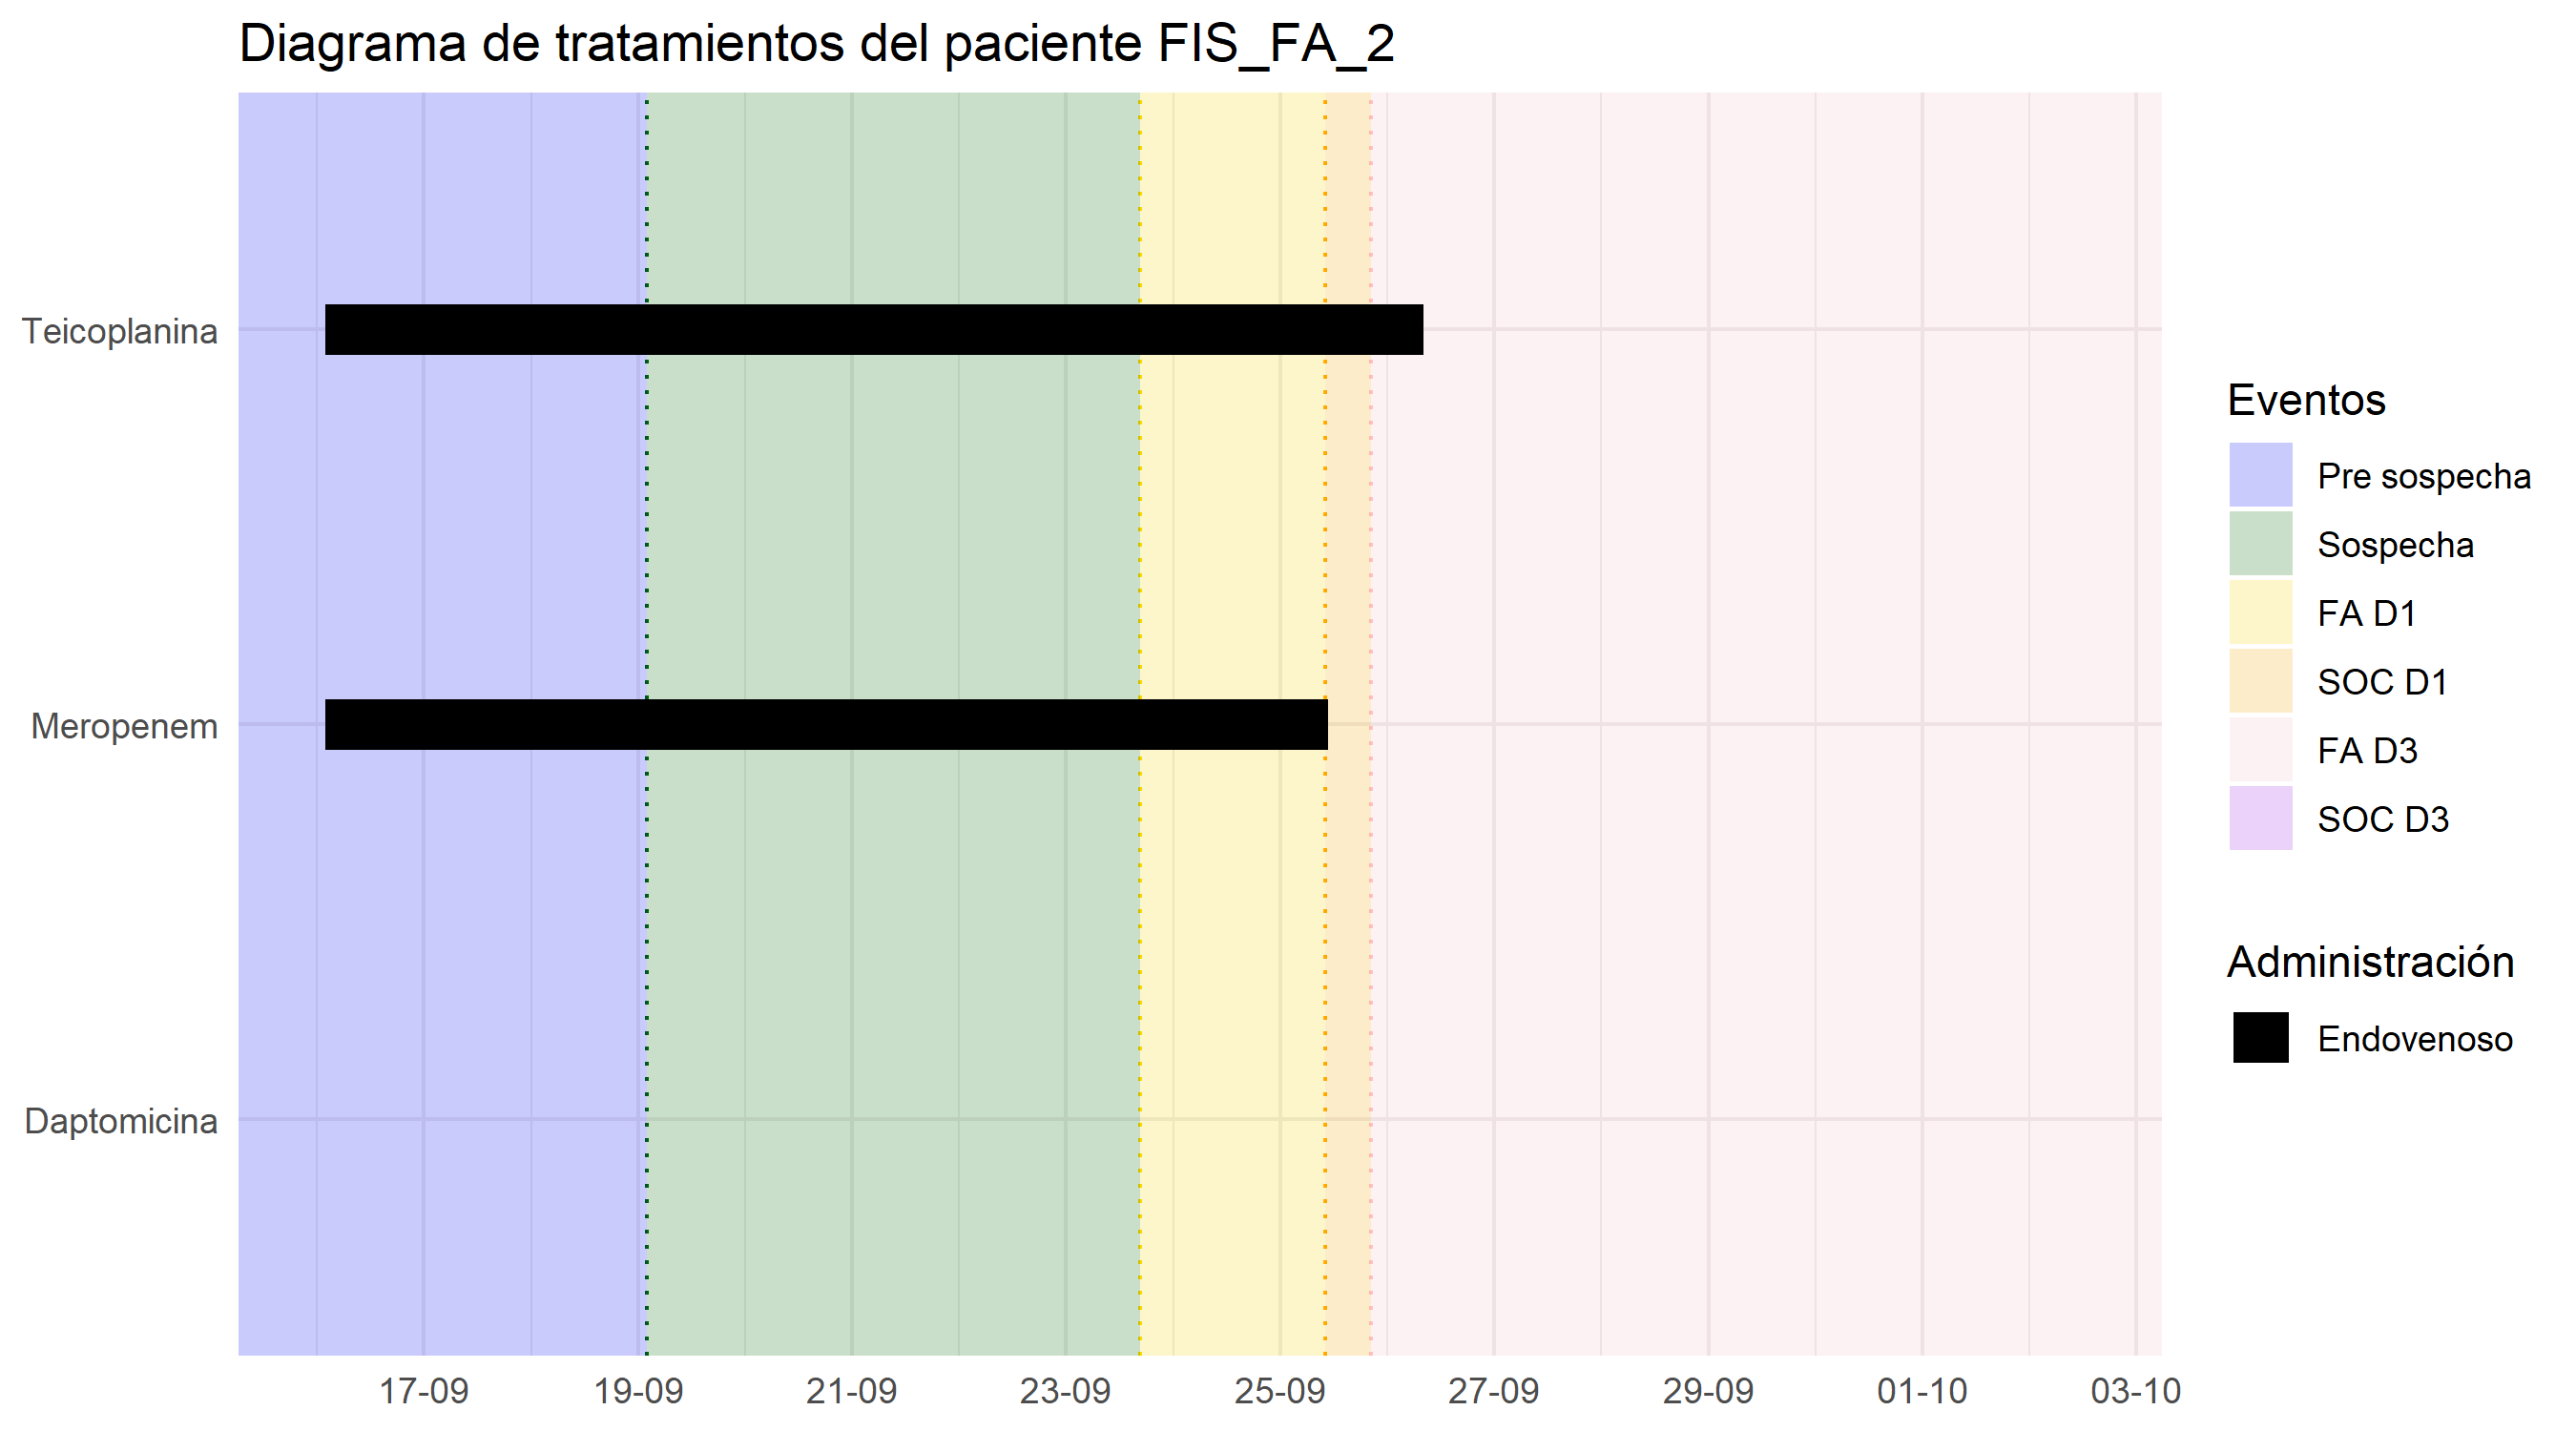 Diagrama de tratamientos del paciente FIS_FA_2
Teicoplanina
Meropenem
Daptomicina
17-09
19-09
21-09
23-09
25-09
27-09
29-09
01-10
03-10
Eventos
Pre sospecha
Sospecha
FA D1
SOC D1
FA D3
SOC D3
Administración
Endovenoso